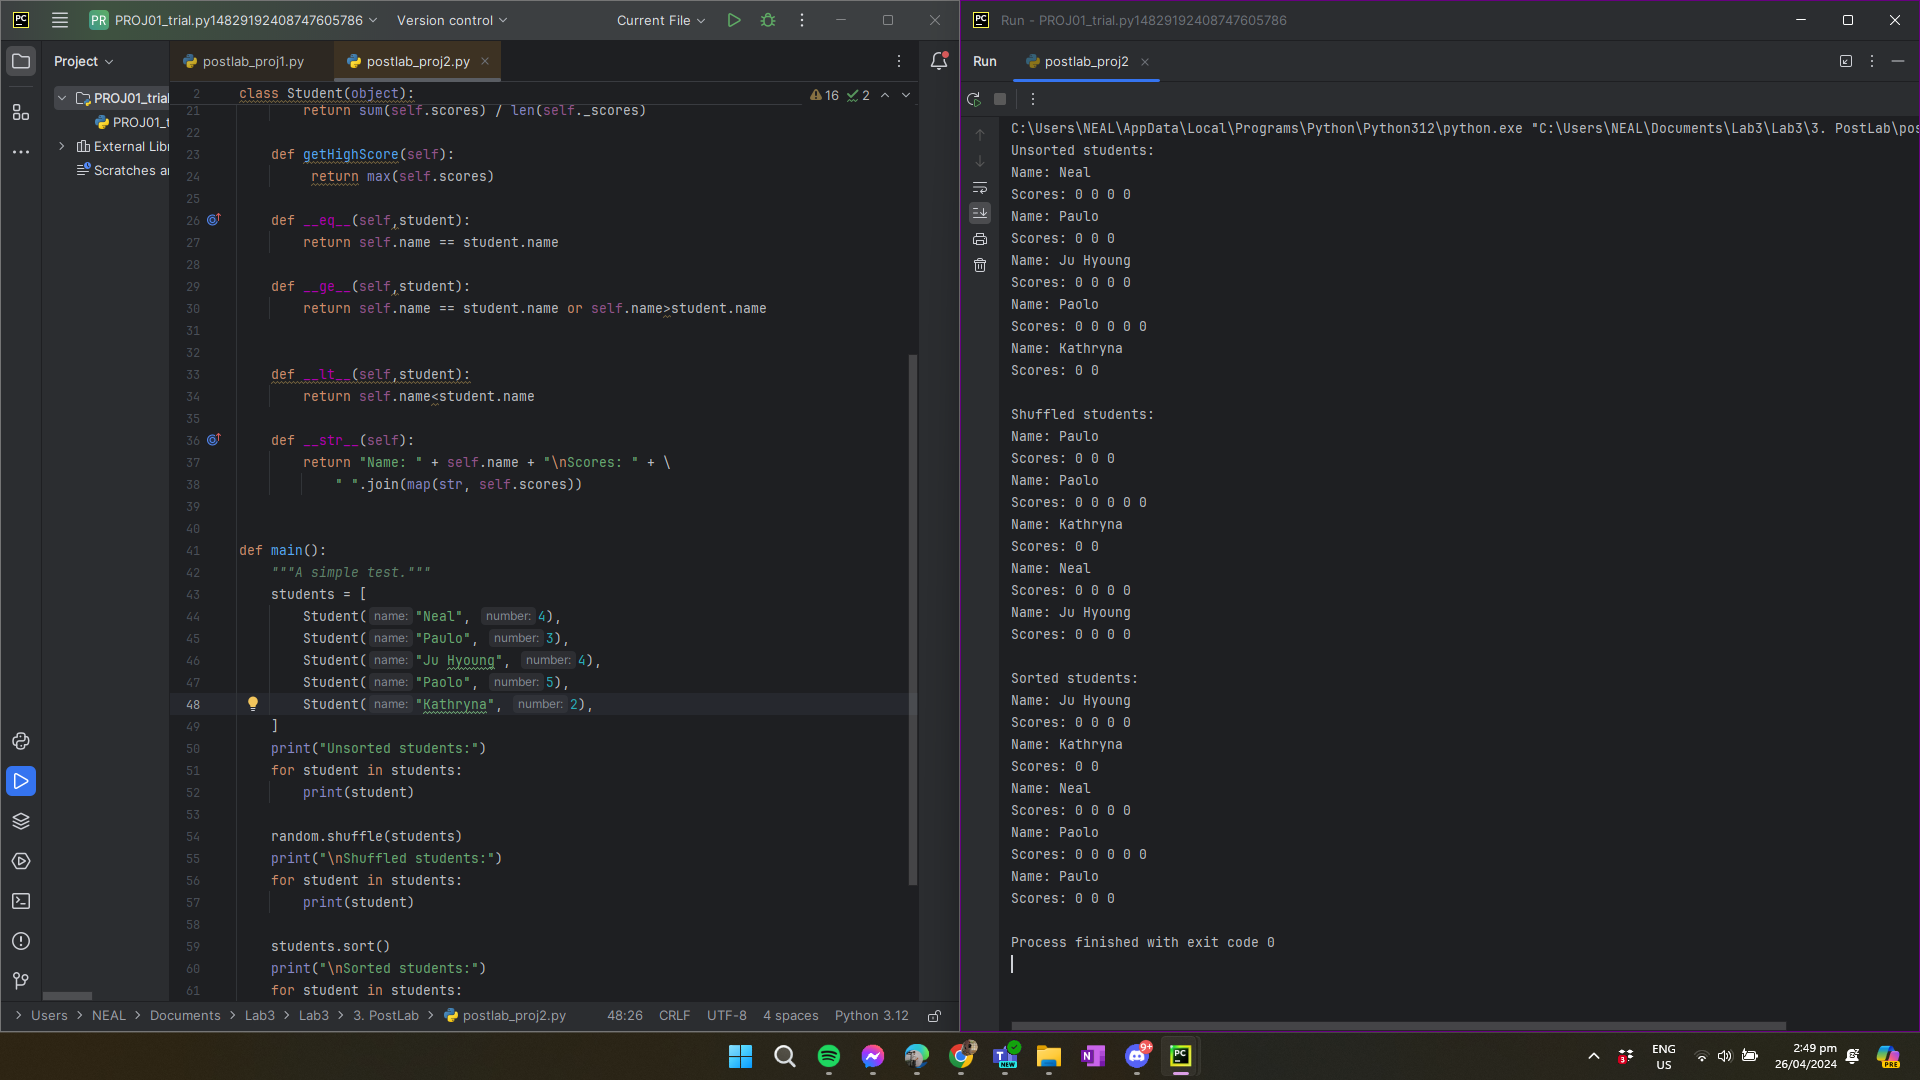 PC
PR PROJ01_trial.py14829192408747605786
Version control
Current File
Project
postlab_proj1.py
postlab_proj2.py
PROJ01_trial
PROJ01_t
External Lib
Scratches a
16 2
2 class Student(object):
21 return sum(self.scores) / len(self._scores)
22
23 def getHighScore(self):
24 return max(self.scores)
25
26 def __eq__(self,student):
27 return self.name == student.name
28
29 def __ge__(self,student):
30 return self.name == student.name or self.name>student.name
31
32
33 def __lt__(self,student):
34 return self.name<student.name
35
36 def __str__(self):
37 return "Name: " + self.name + "\nScores: " + \
38 " ".join(map(str, self.scores))
39
40
41 def main():
42 """A simple test."""
43 students = [
44 Student( name: "Neal", number: 4),
45 Student( name: "Paulo", number: 3),
46 Student( name: "Ju Hyoung", number: 4),
47 Student( name: "Paolo", number: 5),
48 Student( name: "Kathryna", number: 2),
49 ]
50 print("Unsorted students:")
51 for student in students:
52 print(student)
53
54 random.shuffle(students)
55 print("\nShuffled students:")
56 for student in students:
57 print(student)
58
59 students.sort()
60 print("\nSorted students:")
61 for student in students:
Users NEAL Documents Lab3 Lab3 3. PostLab postlab_proj2.py
48:26 CRLF UTF-8 4 spaces Python 3.12
PC Run - PROJ01_trial.py14829192408747605786
Run postlab_proj2
C:\Users\NEAL\AppData\Local\Programs\Python\Python312\python.exe "C:\Users\NEAL\Documents\Lab3\Lab3\3. PostLab\pos
Unsorted students:
Name: Neal
Scores: 0 0 0 0
Name: Paulo
Scores: 0 0 0
Name: Ju Hyoung
Scores: 0 0 0 0
Name: Paolo
Scores: 0 0 0 0 0
Name: Kathryna
Scores: 0 0

Shuffled students:
Name: Paulo
Scores: 0 0 0
Name: Paolo
Scores: 0 0 0 0 0
Name: Kathryna
Scores: 0 0
Name: Neal
Scores: 0 0 0 0
Name: Ju Hyoung
Scores: 0 0 0 0

Sorted students:
Name: Ju Hyoung
Scores: 0 0 0 0
Name: Kathryna
Scores: 0 0
Name: Neal
Scores: 0 0 0 0
Name: Paolo
Scores: 0 0 0 0 0
Name: Paulo
Scores: 0 0 0

Process finished with exit code 0
NEW
N
9+
PC
3
ENG
US
2:49 pm
26/04/2024
PRE